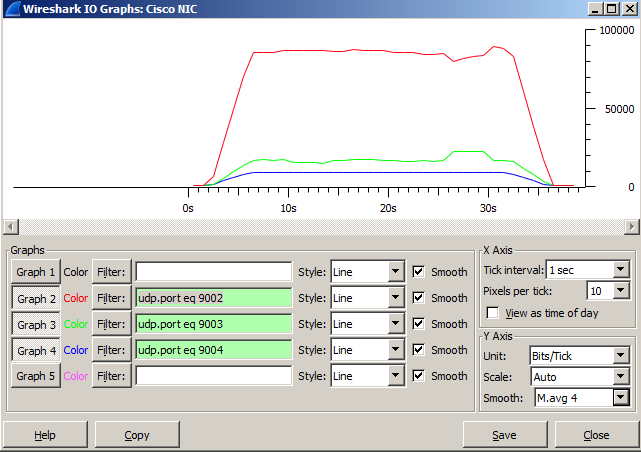 Wireshark IO Graphs: Cisco NIC
100000
50000
0
0s 10s 20s 30s
Graphs
Graph 1 Color Filter: Style: Line Smooth
Graph 2 Color Filter: udp.port eq 9002 Style: Line Smooth
Graph 3 Color Filter: udp.port eq 9003 Style: Line Smooth
Graph 4 Color Filter: udp.port eq 9004 Style: Line Smooth
Graph 5 Color Filter: Style: Line Smooth
X Axis
Tick interval: 1 sec
Pixels per tick: 10
View as time of day
Y Axis
Unit: Bits/Tick
Scale: Auto
Smooth: M.avg 4
Help Copy Save Close